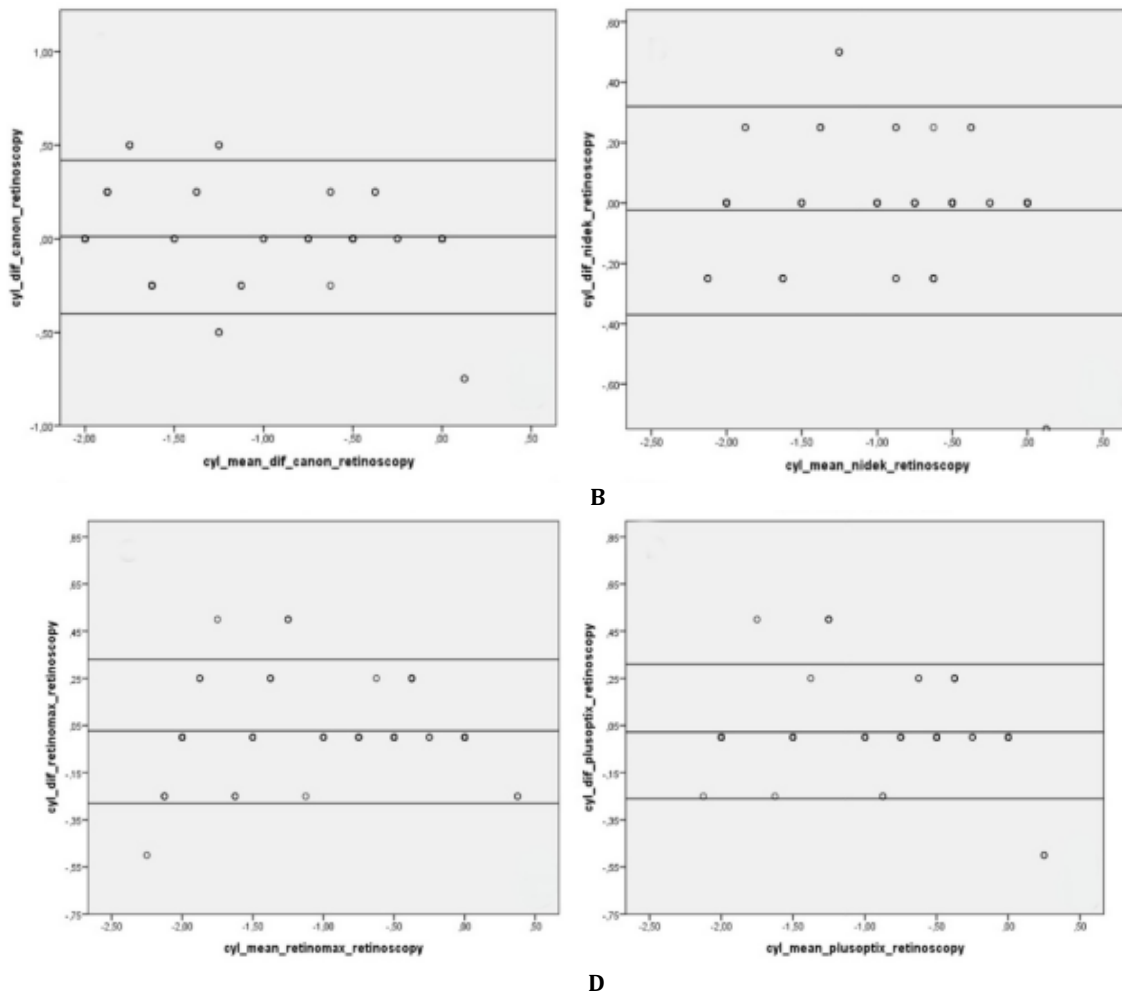 1,00
,50
,00
-,50
-1,00
cyl_dif_canon_retinoscopy
-2,00 -1,50 -1,00 -,50 ,00 ,50
cyl_mean_dif_canon_retinoscopy
,60
,40
,20
,00
-,20
-,40
-,60
cyl_dif_nidek_retinoscopy
-2,50 -2,00 -1,50 -1,00 -,50 ,00 ,50
cyl_mean_nidek_retinoscopy
B
,85
,65
,45
,25
,05
-,15
-,35
-,55
-,75
cyl_dif_retinomax_retinoscopy
-2,50 -2,00 -1,50 -1,00 -,50 ,00 ,50
cyl_mean_retinomax_retinoscopy
,85
,65
,45
,25
,05
-,15
-,35
-,55
-,75
cyl_dif_plusoptix_retinoscopy
-2,50 -2,00 -1,50 -1,00 -,50 ,00 ,50
cyl_mean_plusoptix_retinoscopy
D